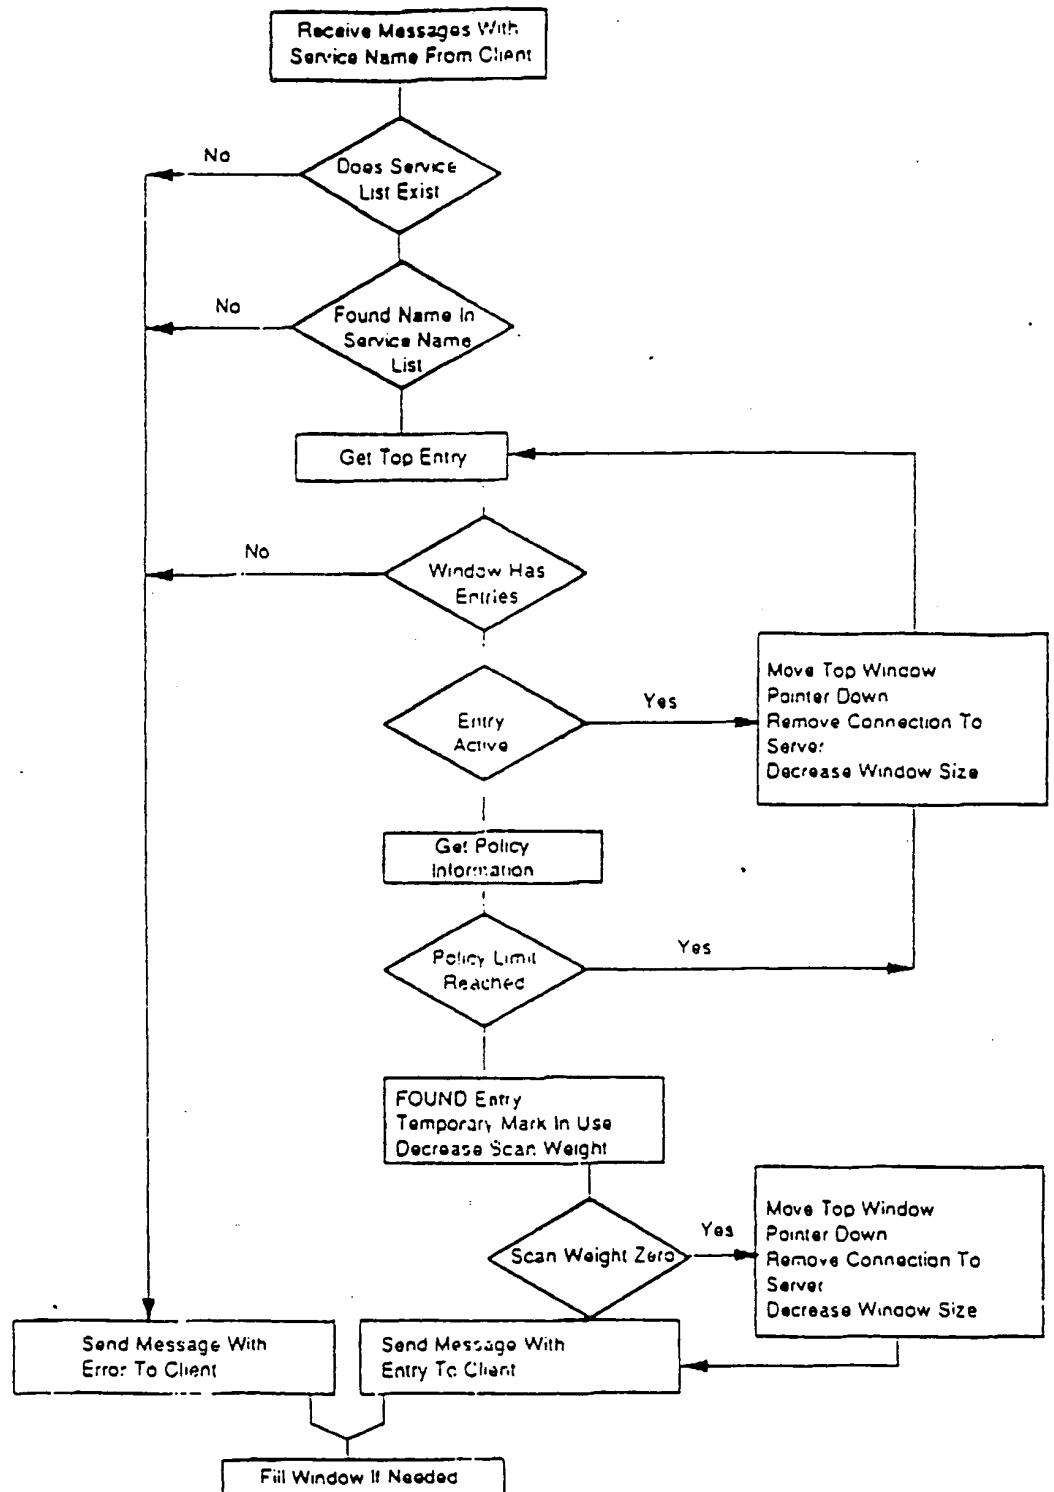 Receive Messages With
Service Name From Client
No
Does Service
List Exist
No
Found Name In
Service Name
List
Get Top Entry
No
Window Has
Entries
Move Top Window
Pointer Down
Remove Connection To
Server
Decrease Window Size
Yes
Entry
Active
Get Policy
Information
Yes
Policy Limit
Reached
FOUND Entry
Temporary Mark In Use
Decrease Scan Weight
Yes
Scan Weight Zero
Move Top Window
Pointer Down
Remove Connection To
Server
Decrease Window Size
Send Message With
Error To Client
Send Message With
Entry To Client
Fill Window If Needed